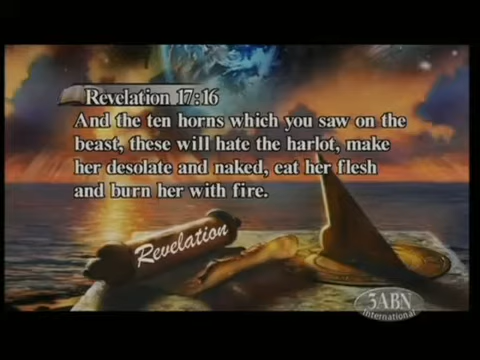 Revelation 17:16
And the ten horns which you saw on the
beast, these will hate the harlot, make
her desolate and naked, eat her flesh
and burn her with fire.
Revelation
3ABN
International